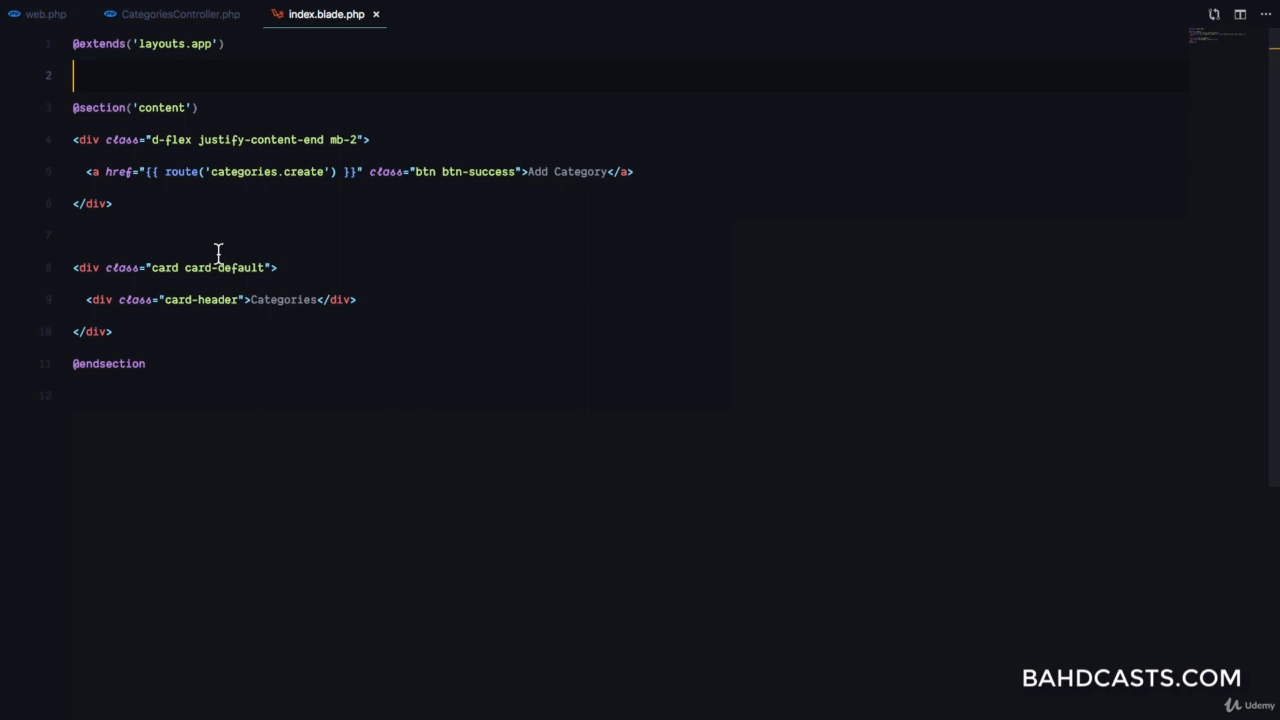 web.php CategoriesController.php index.blade.php ×
1 @extends('layouts.app')
2
3 @section('content')
4 <div class="d-flex justify-content-end mb-2">
5 <a href="{{ route('categories.create') }}" class="btn btn-success">Add Category</a>
6 </div>
7
8 <div class="card card-default">
9 <div class="card-header">Categories</div>
10 </div>
11 @endsection
12
BAHDCASTS.COM
Udemy